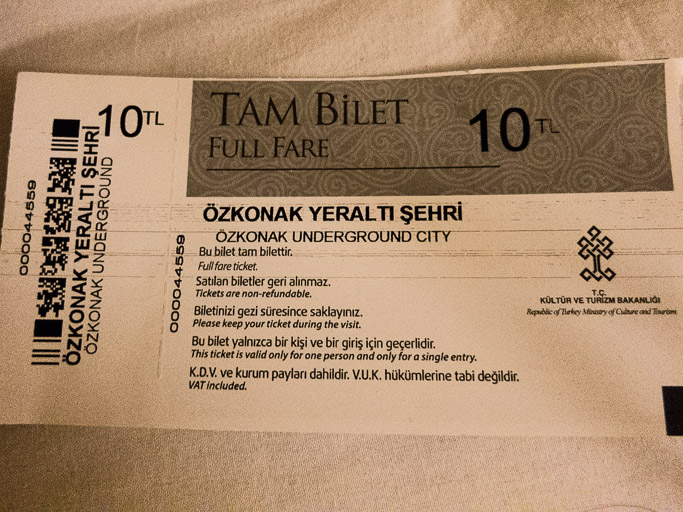 10TL
000044559
ÖZKONAK YERALTI ŞEHRİ
ÖZKONAK UNDERGROUND
TAM BİLET
FULL FARE
10 TL
ÖZKONAK YERALTI ŞEHRİ
ÖZKONAK UNDERGROUND CITY
000044559
Bu bilet tam bilettir.
Full fare ticket.
Satılan biletler geri alınmaz.
Tickets are non-refundable.
Biletinizi gezi süresince saklayınız.
Please keep your ticket during the visit.
Bu bilet yalnızca bir kişi ve bir giriş için geçerlidir.
This ticket is valid only for one person and only for a single entry.
K.D.V. ve kurum payları dahildir. V.U.K. hükümlerine tabi değildir.
VAT included.
T.C.
KÜLTÜR VE TURİZM BAKANLIĞI
Republic of Turkey Ministry of Culture and Tourism